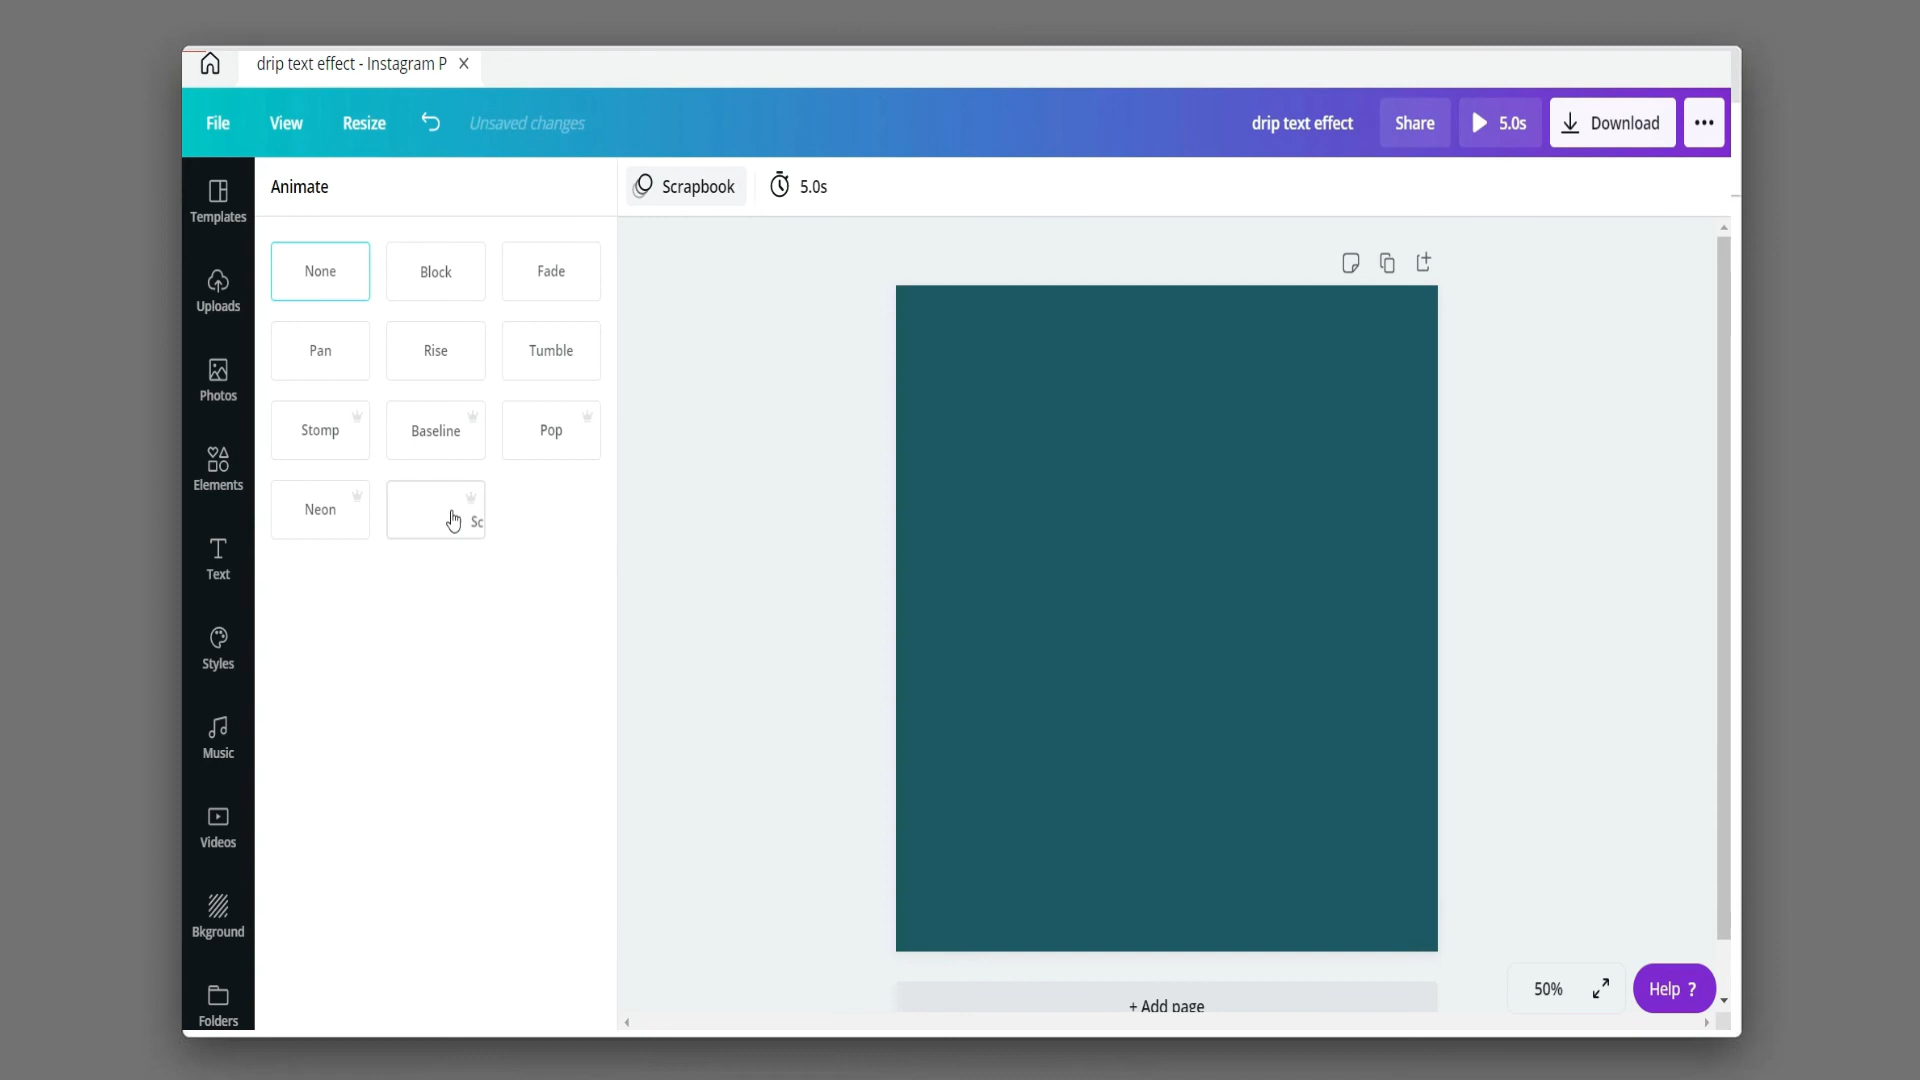 drip text effect - Instagram P
File View Resize Unsaved changes drip text effect Share 5.0s Download
Templates
Uploads
Photos
Elements
Text
Styles
Music
Videos
Bkground
Folders
Animate
None Block Fade
Pan Rise Tumble
Stomp Baseline Pop
Neon Sc
Scrapbook 5.0s
+ Add page
50% Help ?